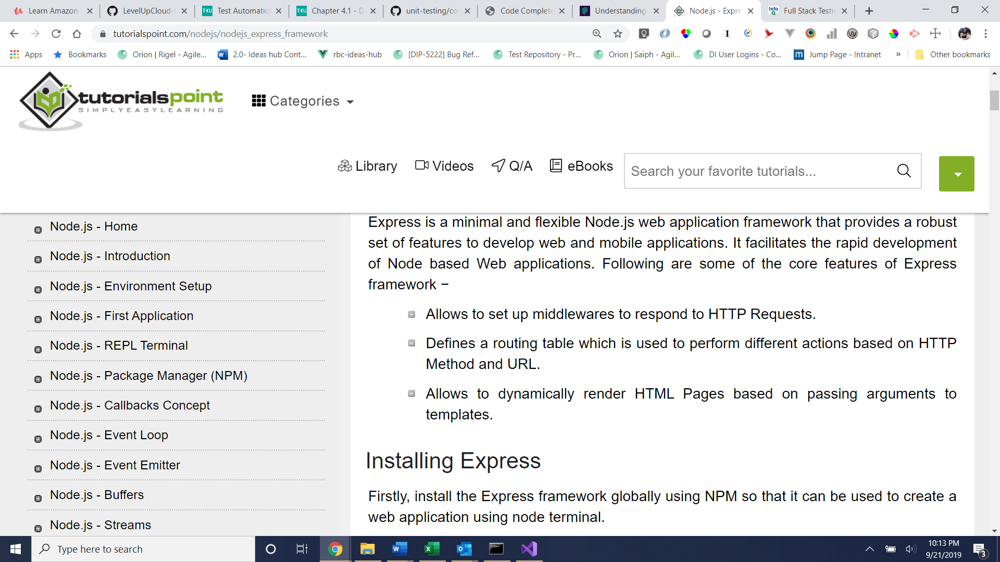 Learn Amazon
LevelUpCloud-
Test Automatio
Chapter 4.1 - D
unit-testing/co
Code Complete
Understanding
Node.js - Expre
Full Stack Testin
tutorialspoint.com/nodejs/nodejs_express_framework
Apps
Bookmarks
Orion | Rigel - Agile...
2.0- Ideas hub Cont...
rbc-ideas-hub
[DIP-5222] Bug Ref...
Test Repository - Pr...
Orion | Saiph - Agil...
DI User Logins - Co...
Jump Page - Intranet
»
Other bookmarks
tutorialspoint
SIMPLYEASYLEARNING
Categories
Library
Videos
Q/A
eBooks
Search your favorite tutorials...
Node.js - Home
Node.js - Introduction
Node.js - Environment Setup
Node.js - First Application
Node.js - REPL Terminal
Node.js - Package Manager (NPM)
Node.js - Callbacks Concept
Node.js - Event Loop
Node.js - Event Emitter
Node.js - Buffers
Node.js - Streams
Express is a minimal and flexible Node.js web application framework that provides a robust
set of features to develop web and mobile applications. It facilitates the rapid development
of Node based Web applications. Following are some of the core features of Express
framework −
Allows to set up middlewares to respond to HTTP Requests.
Defines a routing table which is used to perform different actions based on HTTP
Method and URL.
Allows to dynamically render HTML Pages based on passing arguments to
templates.
Installing Express
Firstly, install the Express framework globally using NPM so that it can be used to create a
web application using node terminal.
Type here to search
10:13 PM
9/21/2019
3